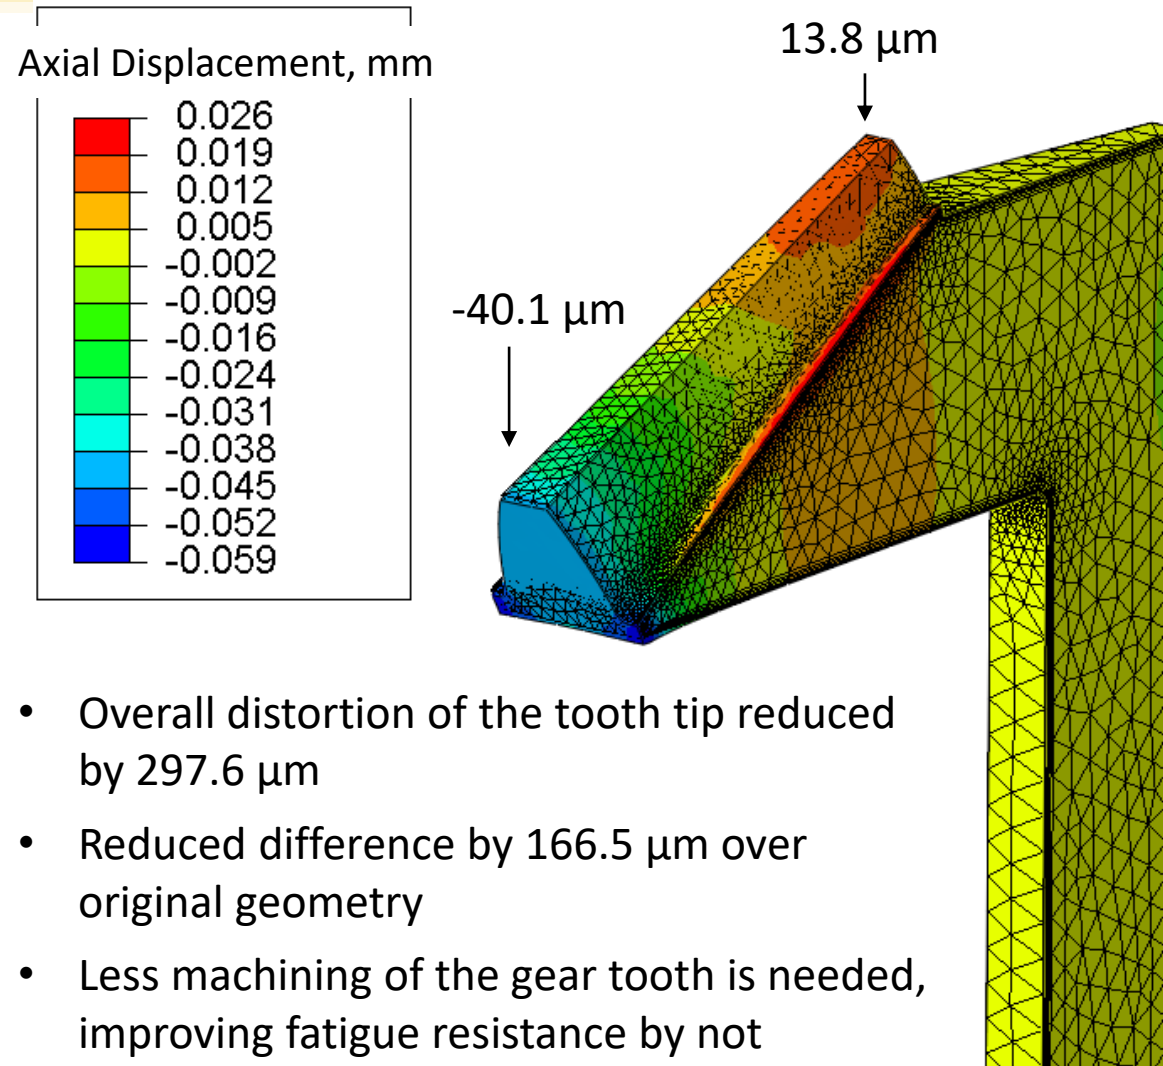 13.8 µm
Axial Displacement, mm
0.026
0.019
0.012
0.005
-0.002
-0.009
-0.016
-0.024
-0.031
-0.038
-0.045
-0.052
-0.059
-40.1 µm
• Overall distortion of the tooth tip reduced
by 297.6 µm
• Reduced difference by 166.5 µm over
original geometry
• Less machining of the gear tooth is needed,
improving fatigue resistance by not